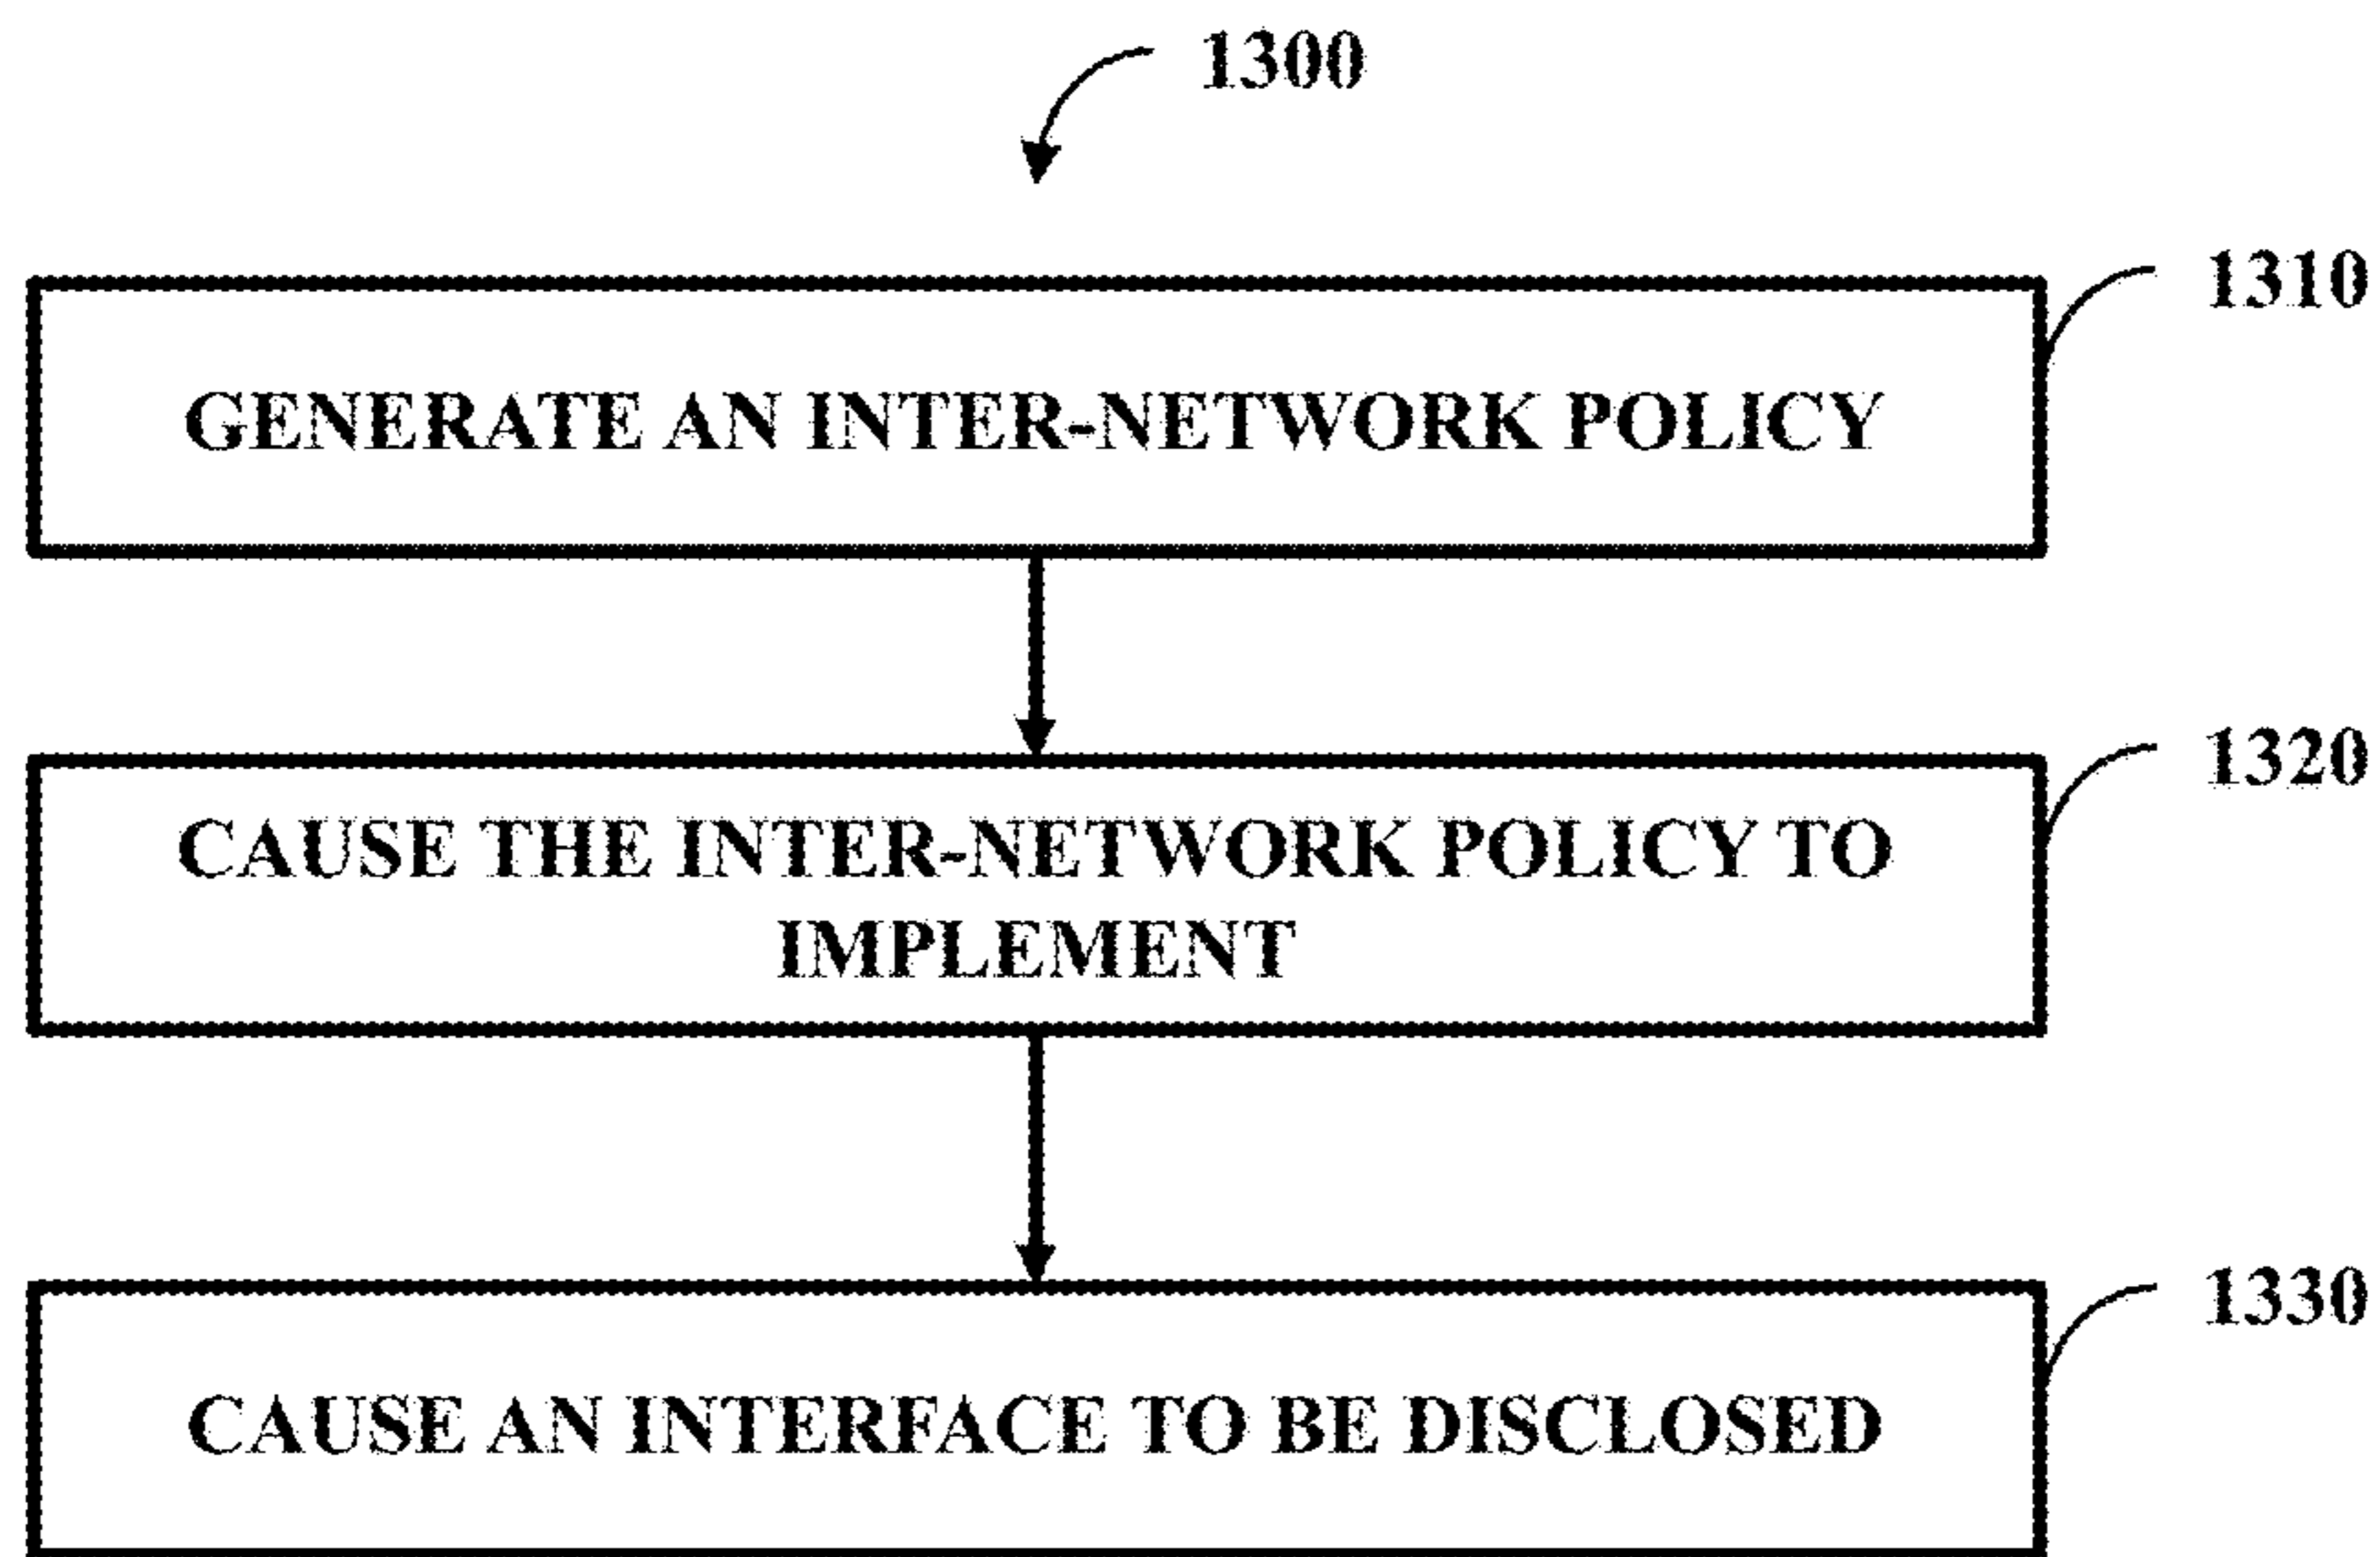 1300
1310
GENERATE AN INTER-NETWORK POLICY
1320
CAUSE THE INTER-NETWORK POLICY TO
IMPLEMENT
1330
CAUSE AN INTERFACE TO BE DISCLOSED